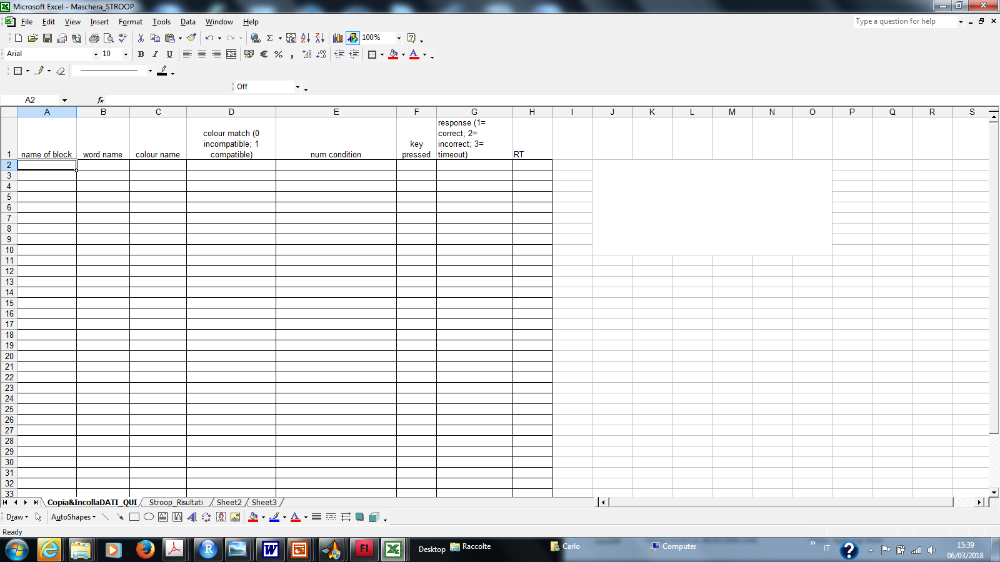 Microsoft Excel - Maschera_STROOP
File Edit View Insert Format Tools Data Window Help
Type a question for help
100%
Arial 10 B I U
Off
A2 fx
A B C D E F G H I J K L M N O P Q R S
1 name of block word name colour name
colour match (0
incompatible; 1
compatible)
num condition
key
pressed
response (1=
correct; 2=
incorrect; 3=
timeout)
RT
2
3
4
5
6
7
8
9
10
11
12
13
14
15
16
17
18
19
20
21
22
23
24
25
26
27
28
29
30
31
32
33
Copia&IncollaDATI_QUI Stroop_Risultati Sheet2 Sheet3
Draw AutoShapes
Ready
Desktop Raccolte Carlo Computer » IT
15:39
06/03/2018